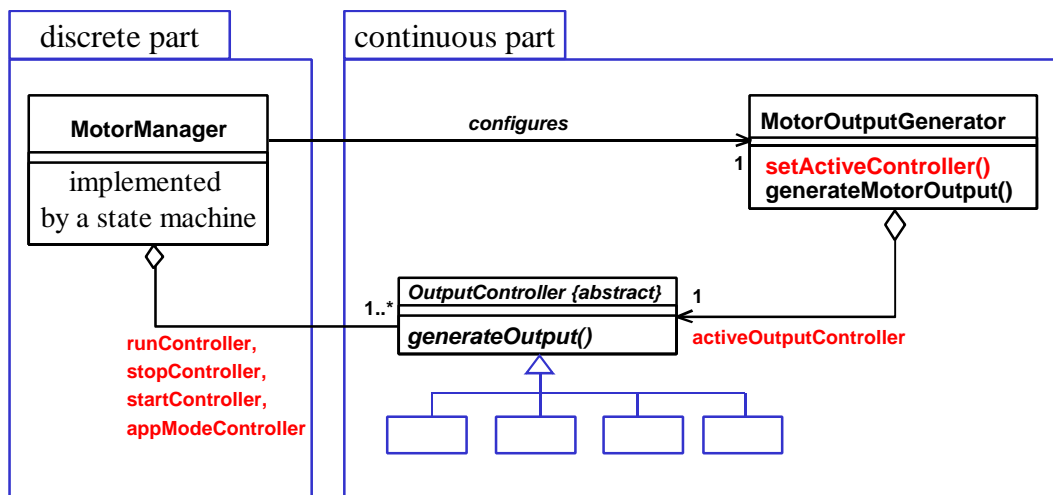 discrete part
continuous part
MotorManager
implemented
by a state machine
configures
1
MotorOutputGenerator
setActiveController()
generateMotorOutput()
1..*
OutputController {abstract}
generateOutput()
1
activeOutputController
runController,
stopController,
startController,
appModeController